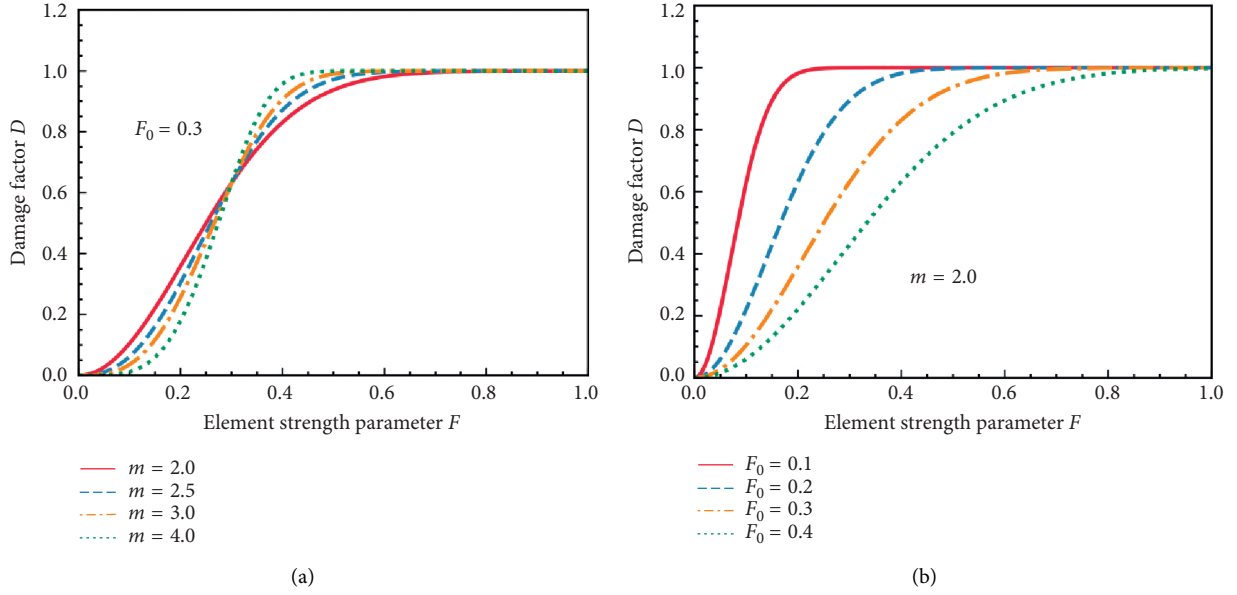 1.2
1.0
0.8
0.6
0.4
0.2
0.0
Damage factor D
F₀ = 0.3
0.0 0.2 0.4 0.6 0.8 1.0
Element strength parameter F
m = 2.0
m = 2.5
m = 3.0
m = 4.0
(a)
1.2
1.0
0.8
0.6
0.4
0.2
0.0
Damage factor D
m = 2.0
0.0 0.2 0.4 0.6 0.8 1.0
Element strength parameter F
F₀ = 0.1
F₀ = 0.2
F₀ = 0.3
F₀ = 0.4
(b)